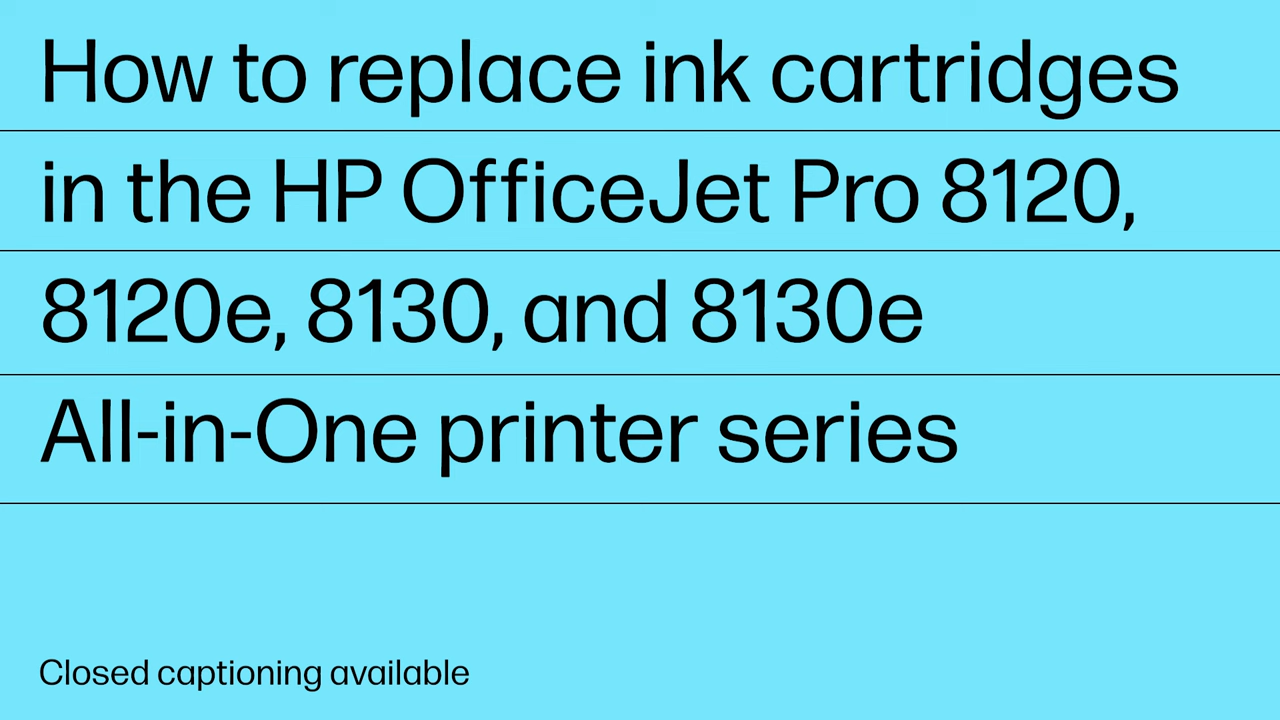 How to replace ink cartridges
in the HP OfficeJet Pro 8120,
8120e, 8130, and 8130e
All-in-One printer series
Closed captioning available